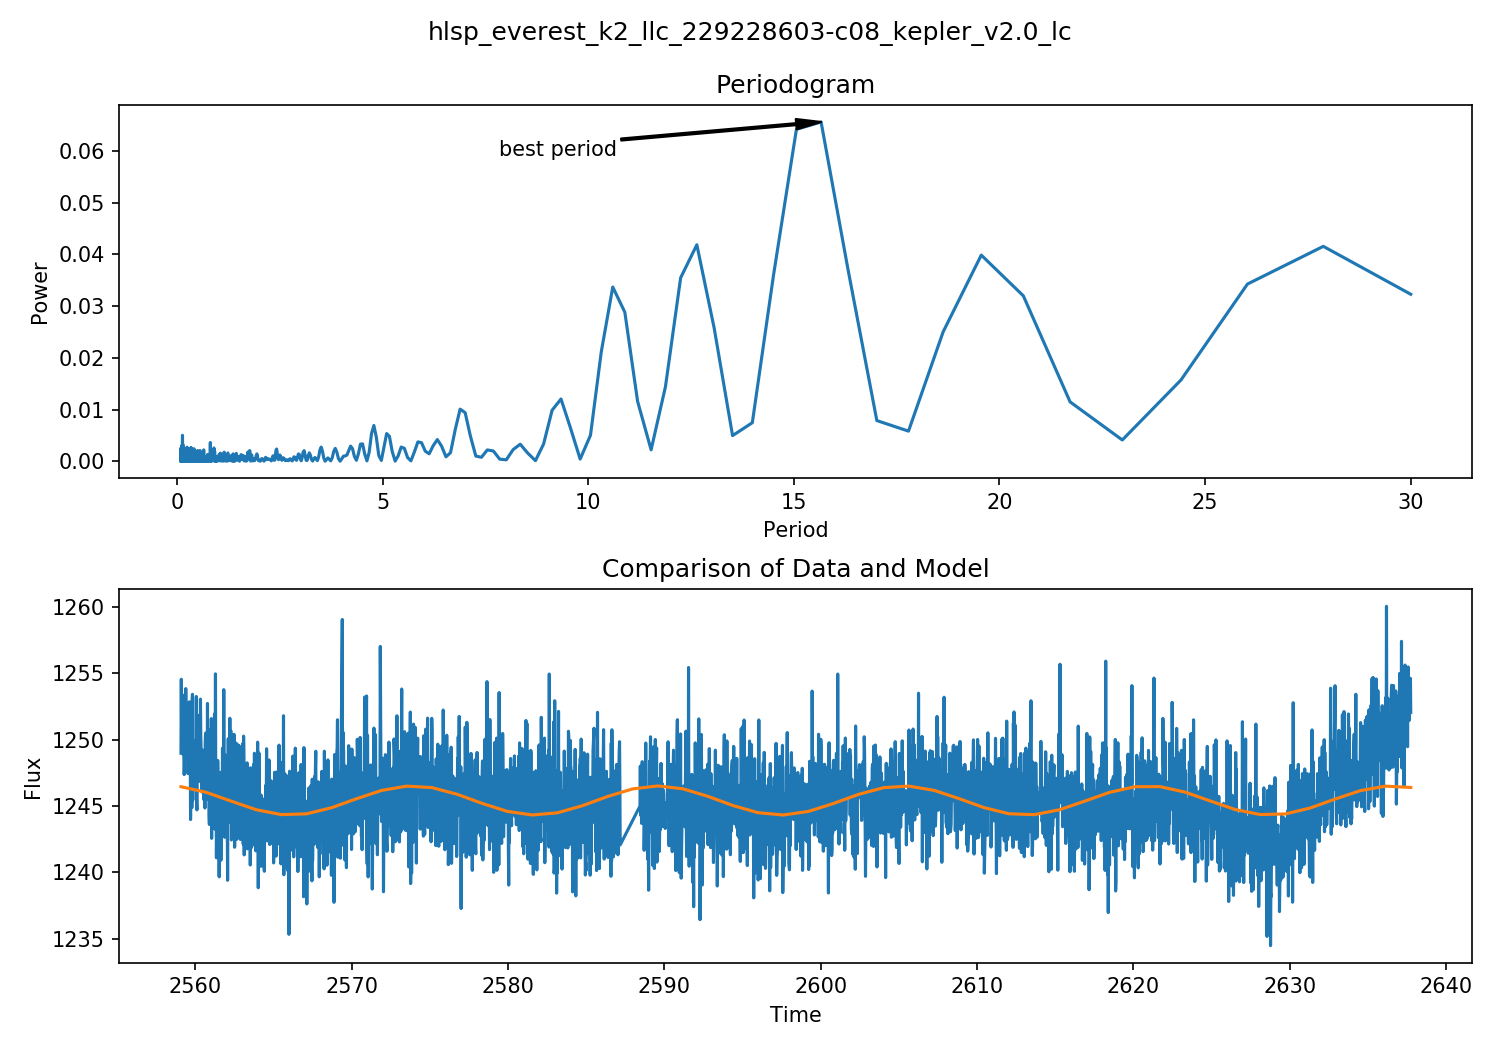 hlsp_everest_k2_llc_229228603-c08_kepler_v2.0_lc
Periodogram
best period
0.06
0.05
0.04
0.03
0.02
0.01
0.00
Power
0 5 10 15 20 25 30
Period
Comparison of Data and Model
1260
1255
1250
1245
1240
1235
Flux
2560 2570 2580 2590 2600 2610 2620 2630 2640
Time